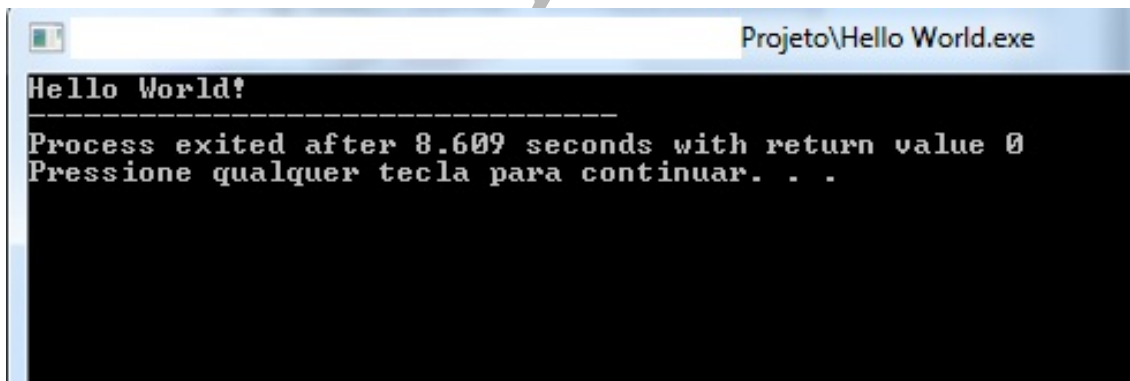 Projeto\Hello World.exe
Hello World!
--------------------------------
Process exited after 8.609 seconds with return value 0
Pressione qualquer tecla para continuar. . .